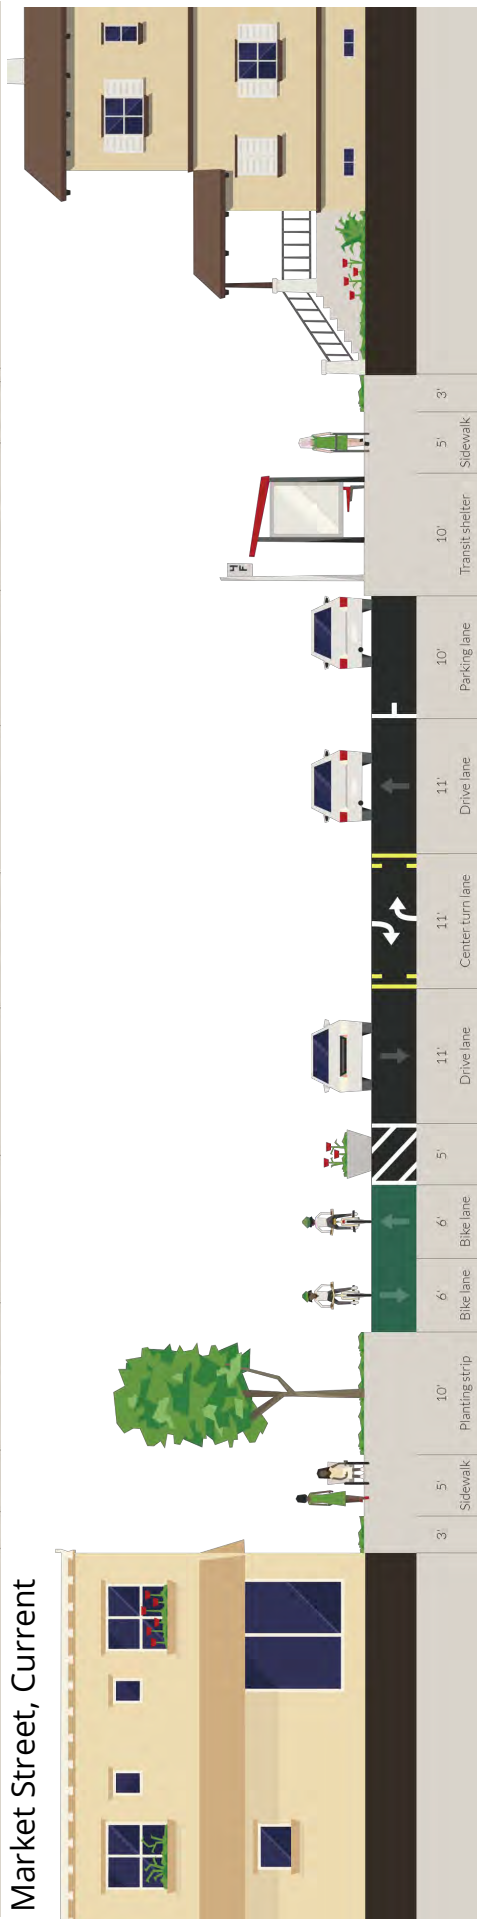 Market Street, Current
3' 5' 10' 6' 6' 5' 11' 11' 11' 10' 10' 5' 3'
Sidewalk Planting strip Bike lane Bike lane Drive lane Center turn lane Drive lane Parking lane Transit shelter Sidewalk